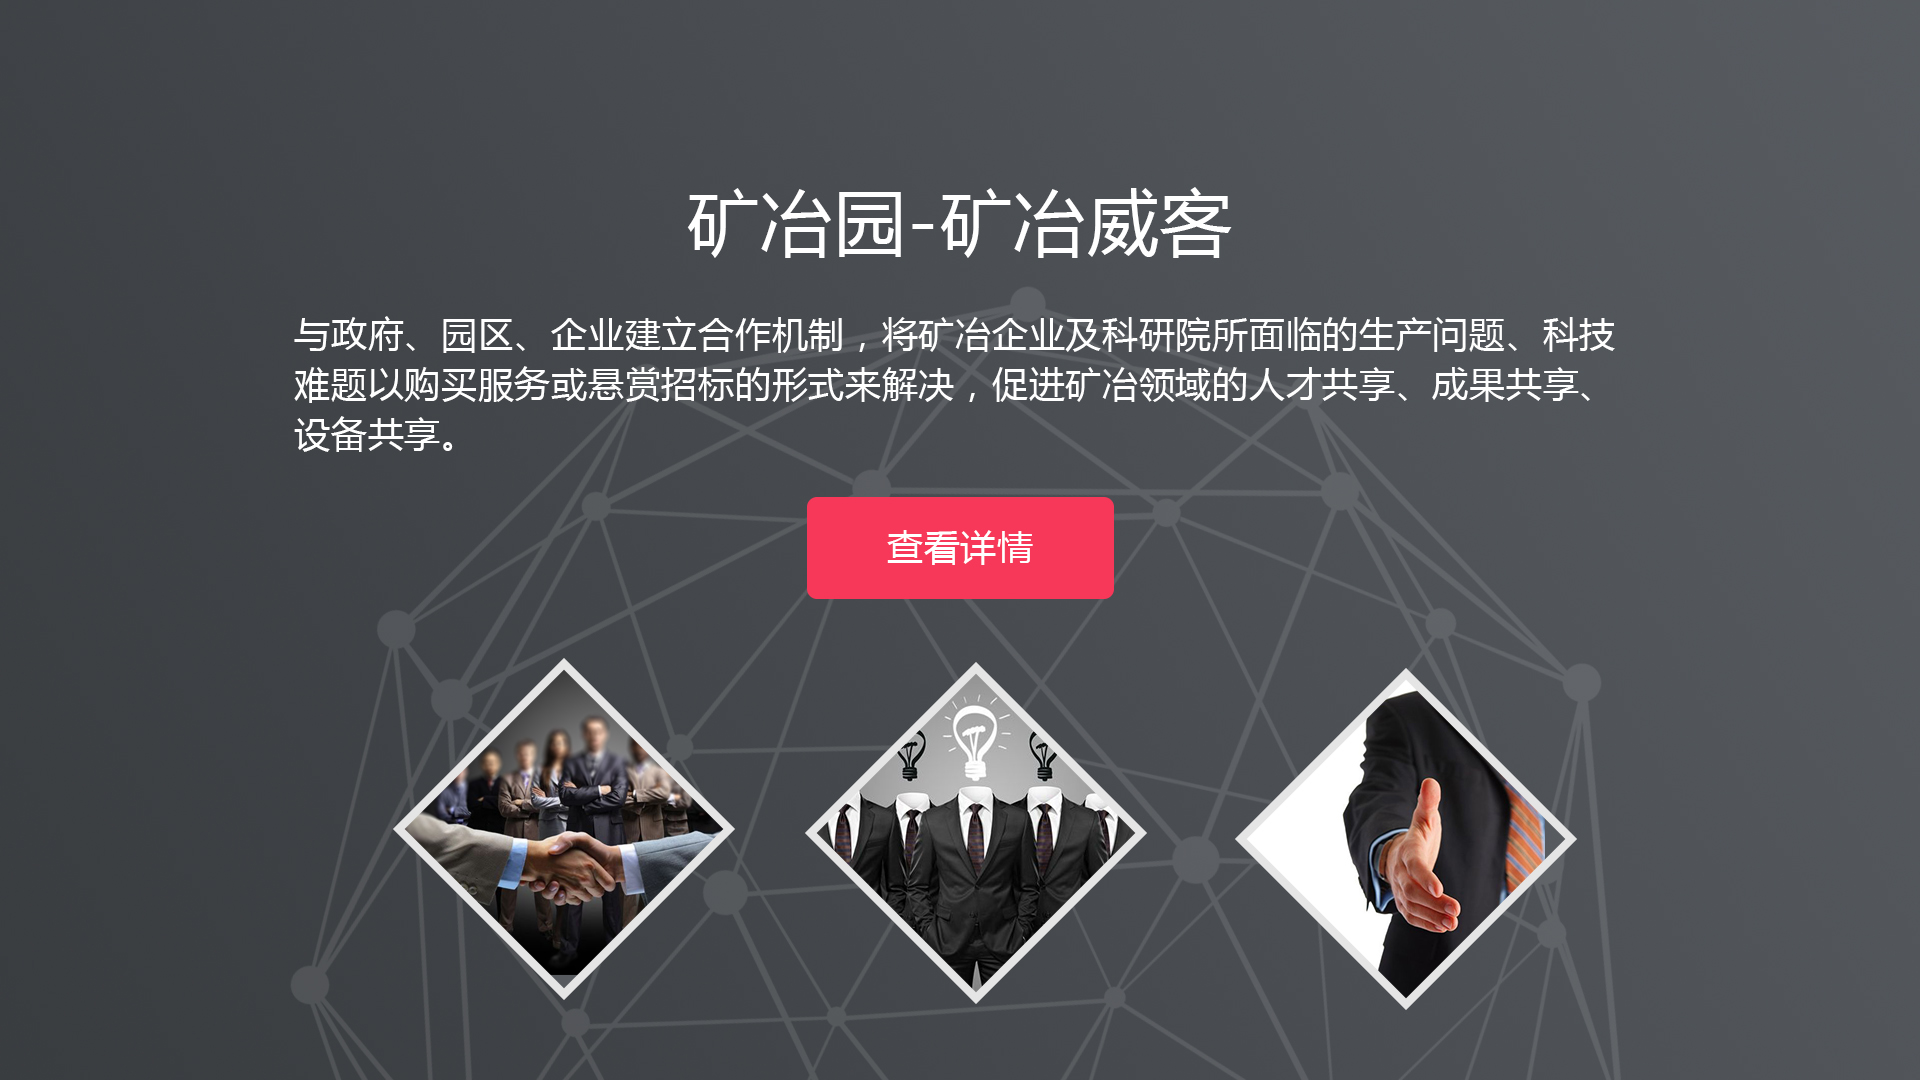 矿冶园-矿冶威客
与政府、园区、企业建立合作机制，将矿冶企业及科研院所面临的生产问题、科技
难题以购买服务或悬赏招标的形式来解决，促进矿冶领域的人才共享、成果共享、
设备共享。
查看详情